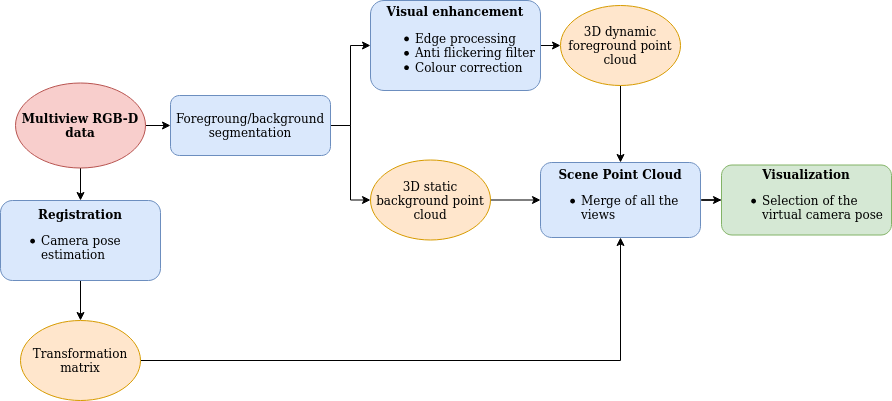 Visual enhancement
Edge processing
Anti flickering filter
Colour correction
3D dynamic
foreground point
cloud
Multiview RGB-D
data
Foregroung/background
segmentation
3D static
background point
cloud
Scene Point Cloud
Merge of all the
views
Visualization
Selection of the
virtual camera pose
Registration
Camera pose
estimation
Transformation
matrix